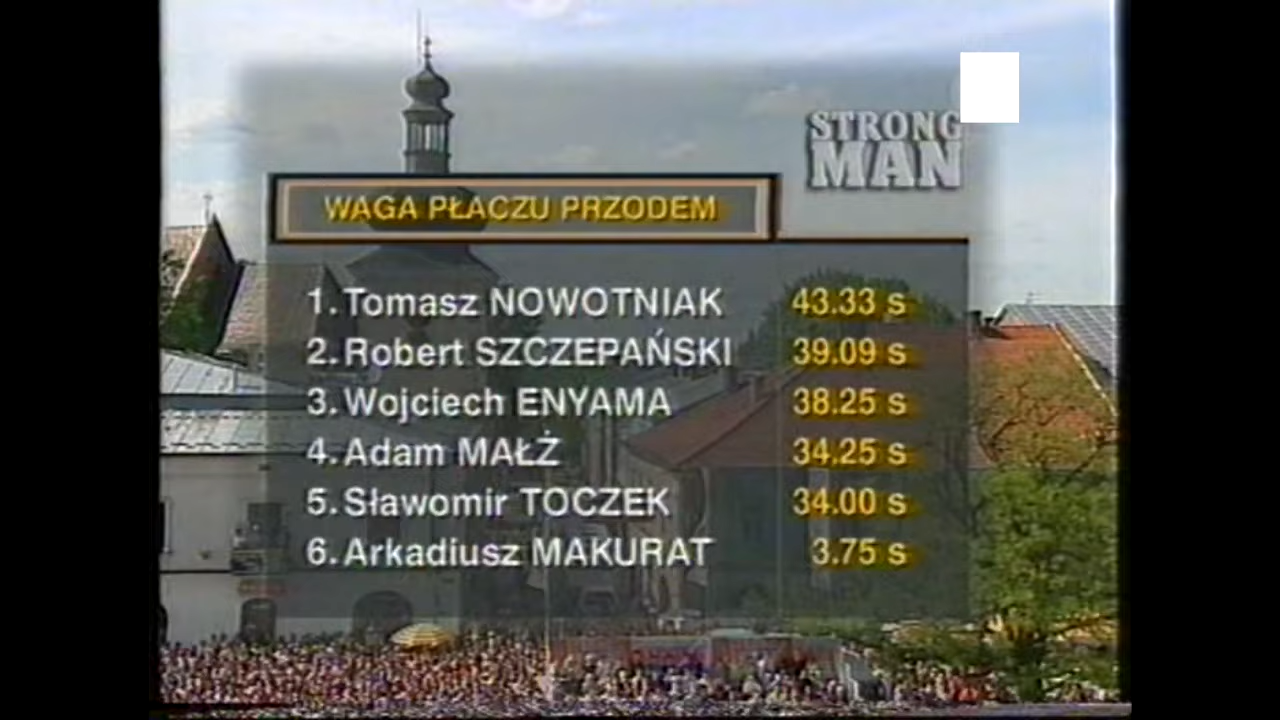 STRONG
MAN
WAGA PŁACZU PRZODEM
1. Tomasz NOWOTNIAK 43.33 s
2. Robert SZCZEPAŃSKI 39.09 s
3. Wojciech ENYAMA 38.25 s
4. Adam MAŁŻ 34.25 s
5. Sławomir TOCZEK 34.00 s
6. Arkadiusz MAKURAT 3.75 s